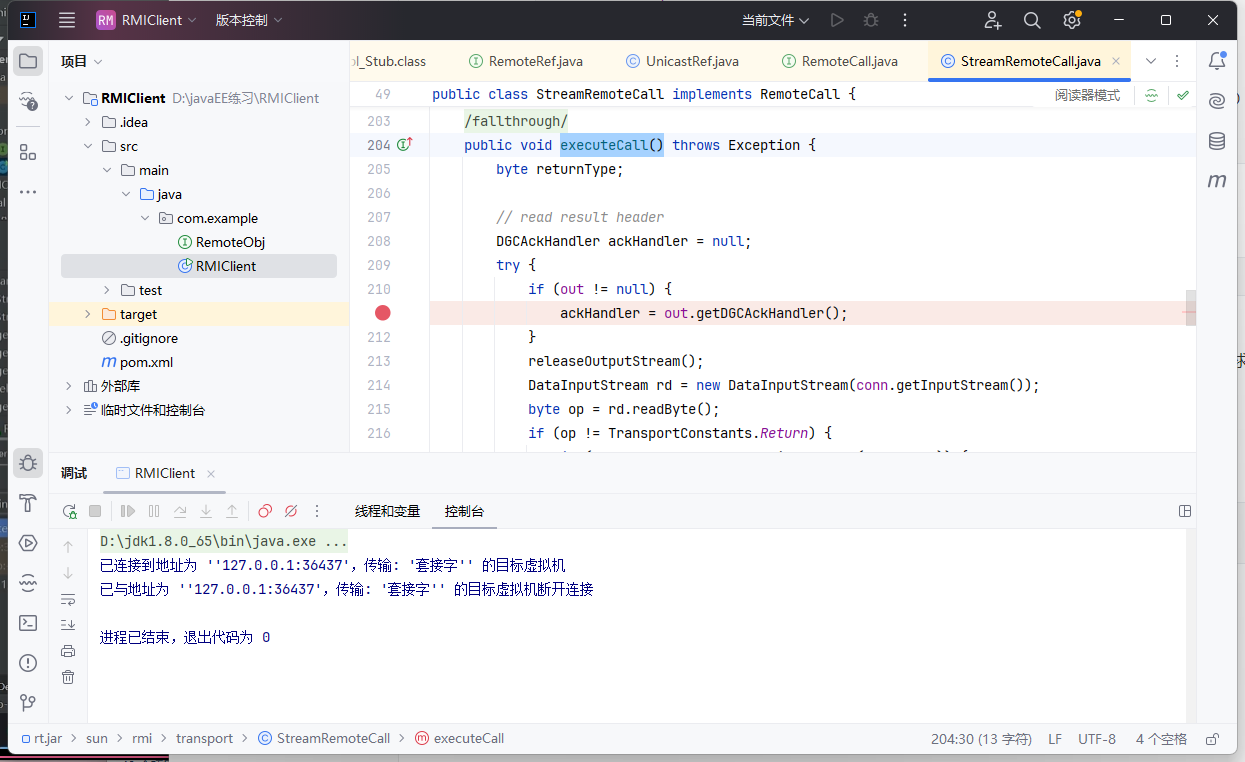 RM RMIClient 版本控制 当前文件
项目
l_Stub.class RemoteRef.java UnicastRef.java RemoteCall.java StreamRemoteCall.java
RMIClient D:\javaEE练习\RMIClient
.idea
src
main
java
com.example
RemoteObj
RMIClient
test
target
.gitignore
pom.xml
外部库
临时文件和控制台
49 public class StreamRemoteCall implements RemoteCall {
阅读器模式
203 /fallthrough/
204 public void executeCall() throws Exception {
205 byte returnType;
206
207 // read result header
208 DGCAckHandler ackHandler = null;
209 try {
210 if (out != null) {
ackHandler = out.getDGCAckHandler();
212 }
213 releaseOutputStream();
214 DataInputStream rd = new DataInputStream(conn.getInputStream());
215 byte op = rd.readByte();
216 if (op != TransportConstants.Return) {
调试 RMIClient
线程和变量 控制台
D:\jdk1.8.0_65\bin\java.exe ...
已连接到地址为 ''127.0.0.1:36437'，传输: '套接字'' 的目标虚拟机
已与地址为 ''127.0.0.1:36437'，传输: '套接字'' 的目标虚拟机断开连接
进程已结束，退出代码为 0
rt.jar > sun > rmi > transport > StreamRemoteCall > executeCall
204:30 (13 字符) LF UTF-8 4 个空格